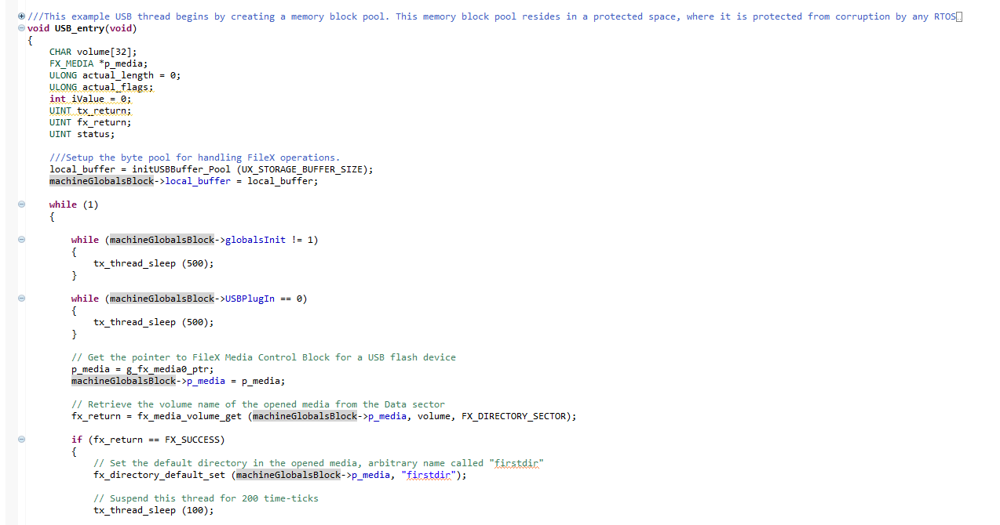 ///This example USB thread begins by creating a memory block pool. This memory block pool resides in a protected space, where it is protected from corruption by any RTOS..
void USB_entry(void)
{
    CHAR volume[32];
    FX_MEDIA *p_media;
    ULONG actual_length = 0;
    ULONG actual_flags;
    int iValue = 0;
    UINT tx_return;
    UINT fx_return;
    UINT status;

    ///Setup the byte pool for handling FileX operations.
    local_buffer = initUSBBuffer_Pool (UX_STORAGE_BUFFER_SIZE);
    machineGlobalsBlock->local_buffer = local_buffer;

    while (1)
    {

        while (machineGlobalsBlock->globalsInit != 1)
        {
            tx_thread_sleep (500);
        }

        while (machineGlobalsBlock->USBPlugIn == 0)
        {
            tx_thread_sleep (500);
        }

        // Get the pointer to FileX Media Control Block for a USB flash device
        p_media = g_fx_media0_ptr;
        machineGlobalsBlock->p_media = p_media;

        // Retrieve the volume name of the opened media from the Data sector
        fx_return = fx_media_volume_get (machineGlobalsBlock->p_media, volume, FX_DIRECTORY_SECTOR);

        if (fx_return == FX_SUCCESS)
        {
            // Set the default directory in the opened media, arbitrary name called "firstdir"
            fx_directory_default_set (machineGlobalsBlock->p_media, "firstdir");

            // Suspend this thread for 200 time-ticks
            tx_thread_sleep (100);